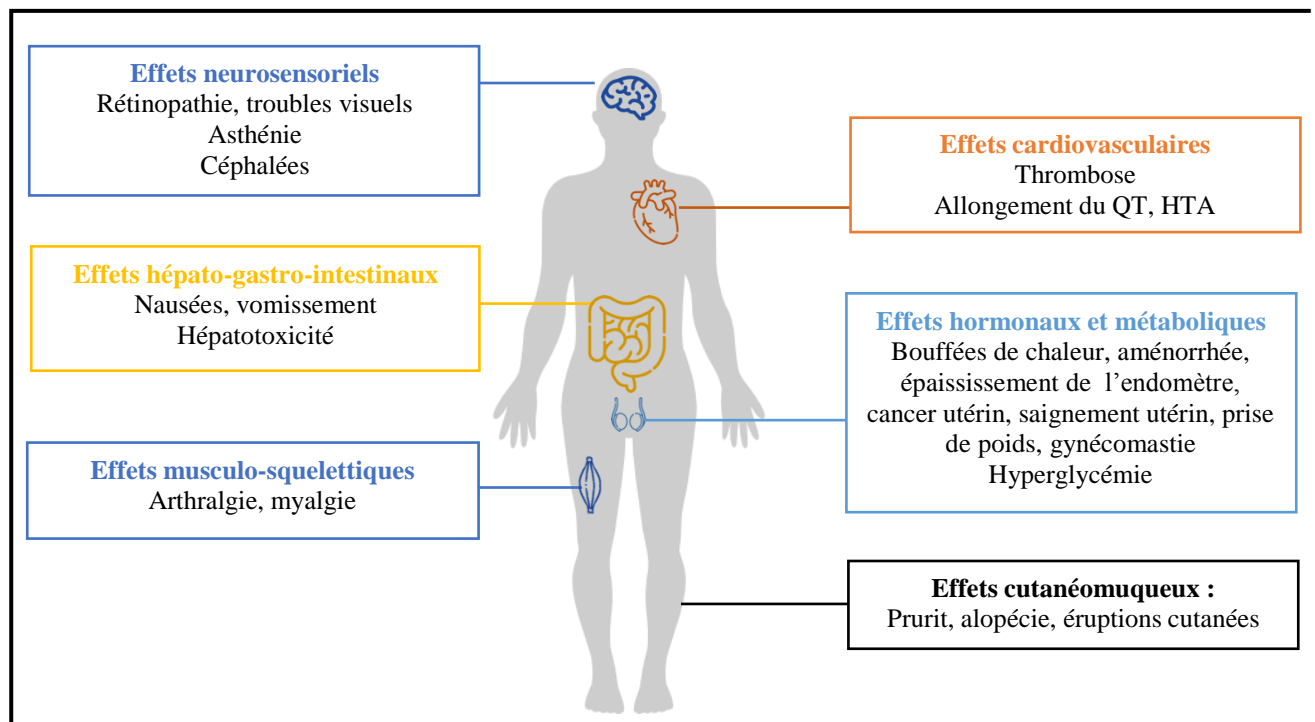 Effets neurosensoriels
Rétinopathie, troubles visuels
Asthénie
Céphalées
Effets cardiovasculaires
Thrombose
Allongement du QT, HTA
Effets hépato-gastro-intestinaux
Nausées, vomissement
Hépatotoxicité
Effets hormonaux et métaboliques
Bouffées de chaleur, aménorrhée,
épaississement de l’endomètre,
cancer utérin, saignement utérin, prise
de poids, gynécomastie
Hyperglycémie
Effets musculo-squelettiques
Arthralgie, myalgie
Effets cutanéomuqueux :
Prurit, alopécie, éruptions cutanées